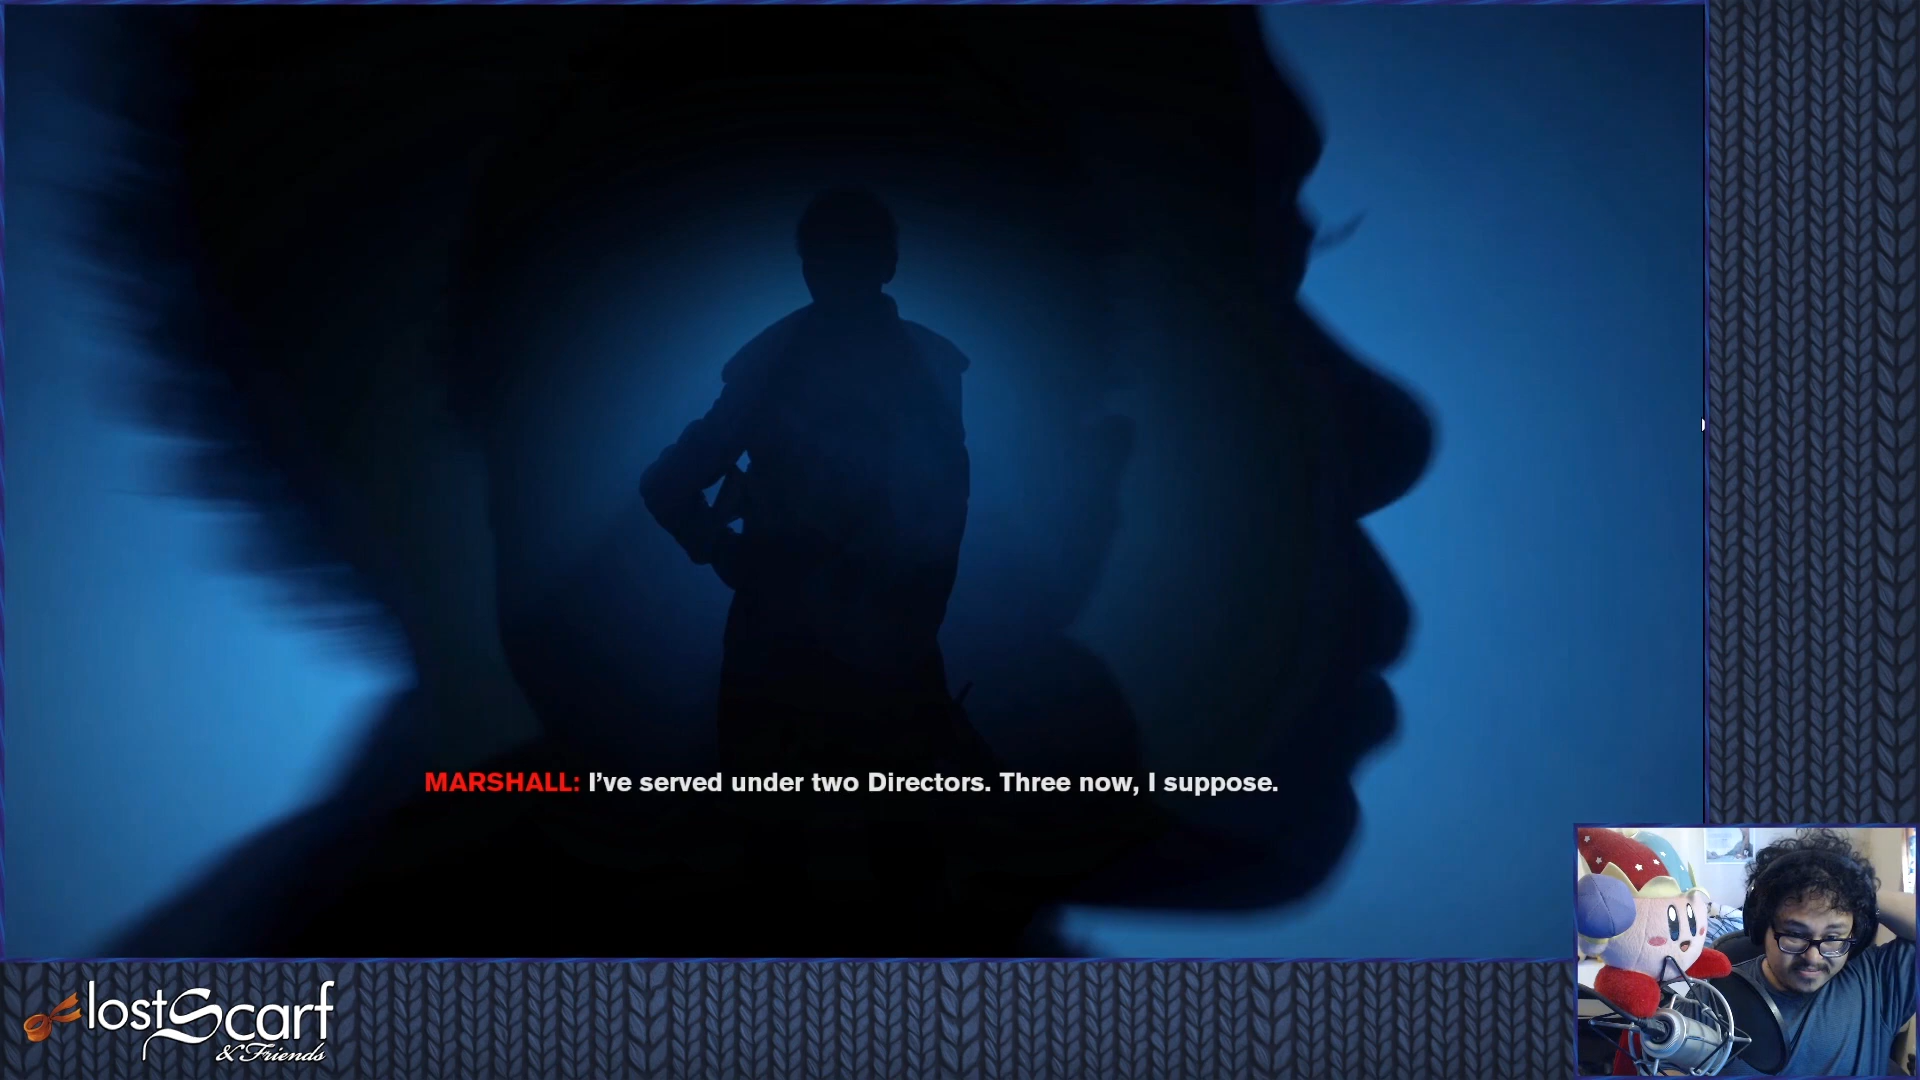 MARSHALL: I've served under two Directors. Three now, I suppose.
lostScarf
& Friends